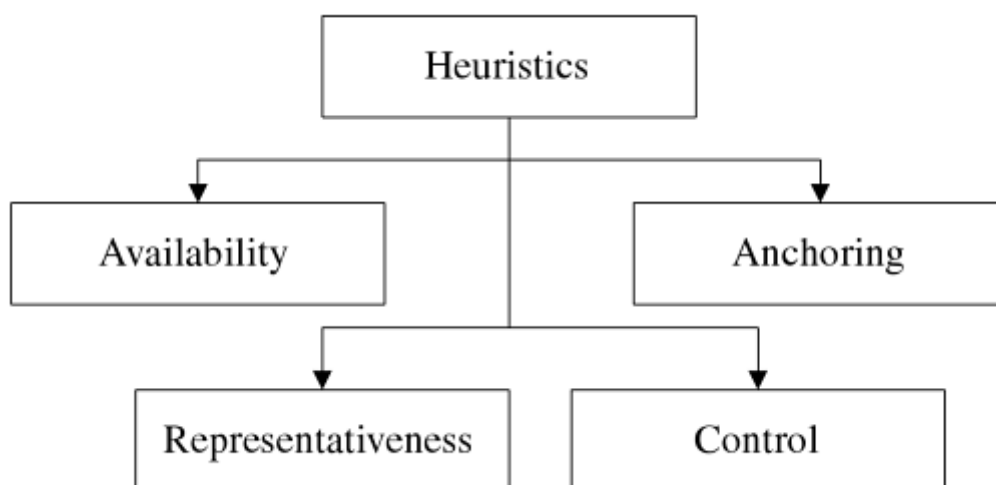 Heuristics
Availability
Anchoring
Representativeness
Control